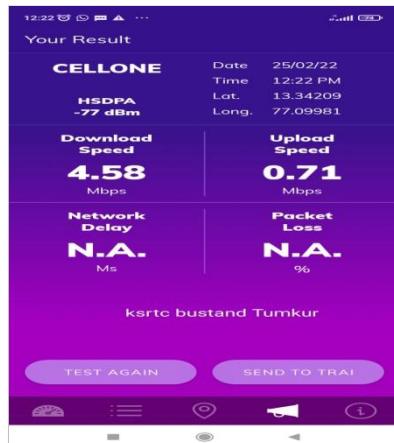 12:22
Your Result
CELLONE
HSDPA
-77 dBm
Date 25/02/22
Time 12:22 PM
Lat. 13.34209
Long. 77.09981
Download Speed
4.58
Mbps
Upload Speed
0.71
Mbps
Network Delay
N.A.
Ms
Packet Loss
N.A.
%
ksrtc bustand Tumkur
TEST AGAIN
SEND TO TRAI